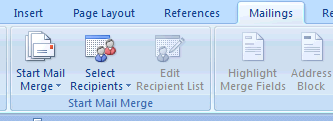 Insert Page Layout References Mailings
Start Mail Merge Select Recipients Edit Recipient List Highlight Merge Fields Address Block
Start Mail Merge